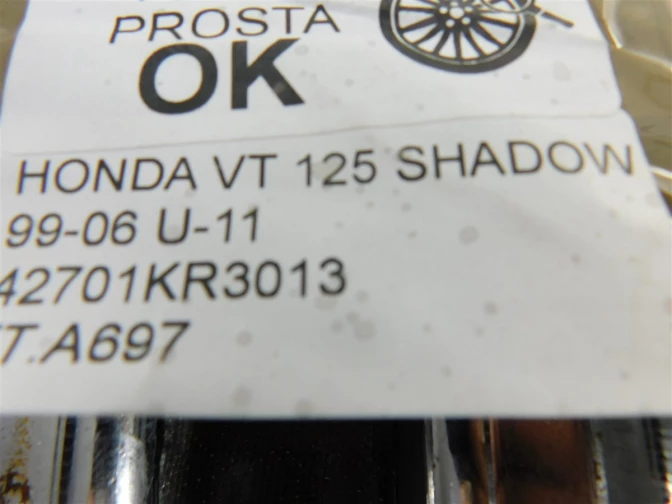 PROSTA
OK
HONDA VT 125 SHADOW
99-06 U-11
42701KR3013
T.A697